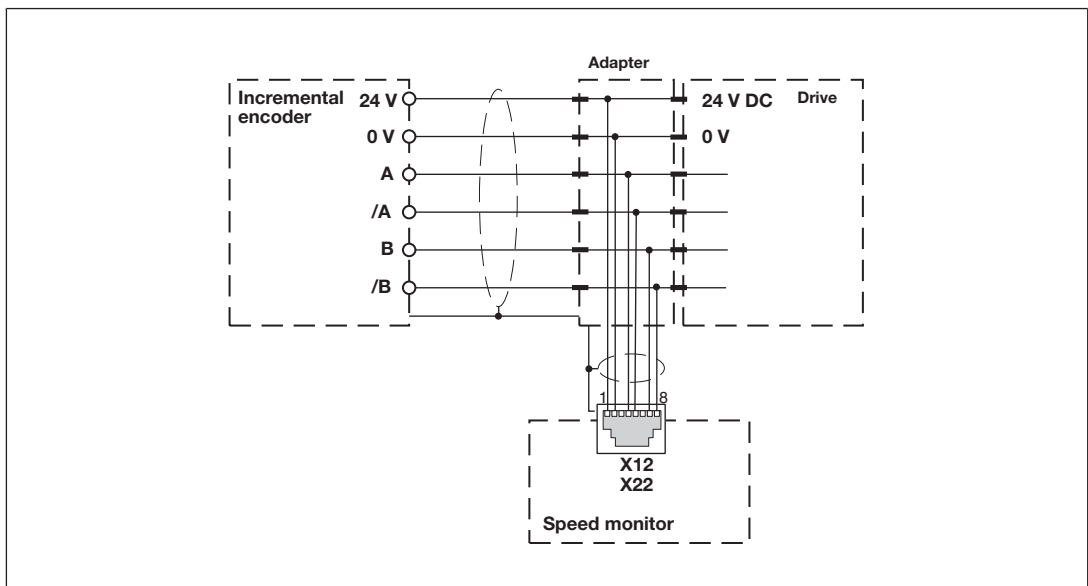 Adapter
Incremental
encoder
24 V
0 V
A
/A
B
/B
24 V DC
Drive
0 V
1
8
X12
X22
Speed monitor